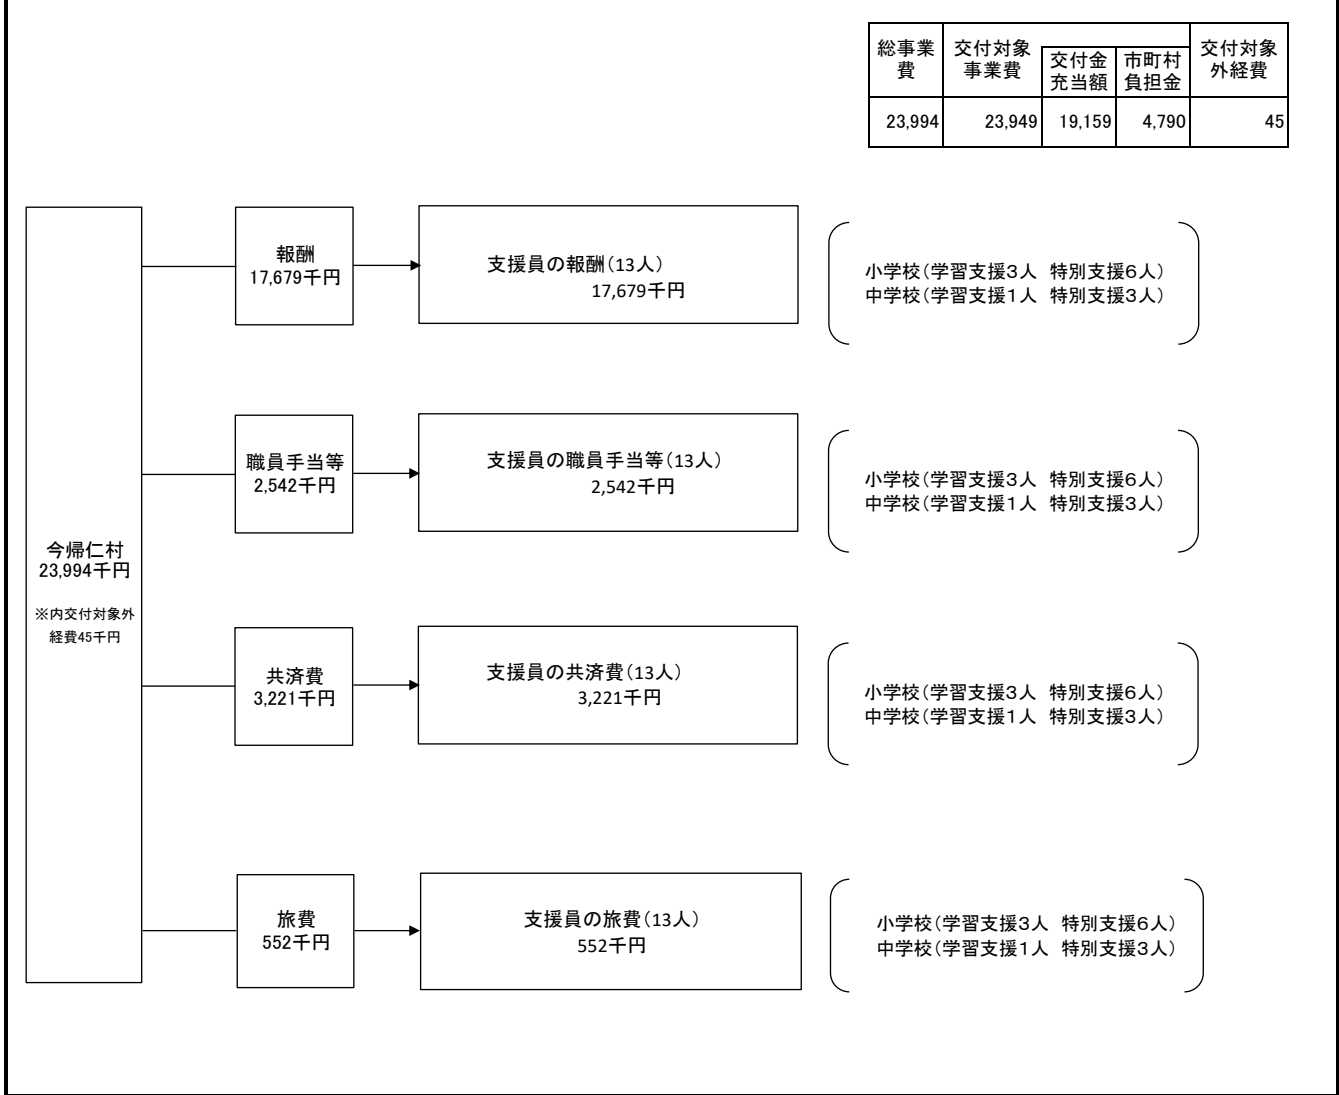 総事業費
交付対象事業費
交付金充当額
市町村負担金
交付対象外経費
23,994 23,949 19,159 4,790 45
今帰仁村
23,994千円
※内交付対象外
経費45千円
報酬
17,679千円
支援員の報酬(13人)
17,679千円
小学校(学習支援3人 特別支援6人)
中学校(学習支援1人 特別支援3人)
職員手当等
2,542千円
支援員の職員手当等(13人)
2,542千円
小学校(学習支援3人 特別支援6人)
中学校(学習支援1人 特別支援3人)
共済費
3,221千円
支援員の共済費(13人)
3,221千円
小学校(学習支援3人 特別支援6人)
中学校(学習支援1人 特別支援3人)
旅費
552千円
支援員の旅費(13人)
552千円
小学校(学習支援3人 特別支援6人)
中学校(学習支援1人 特別支援3人)